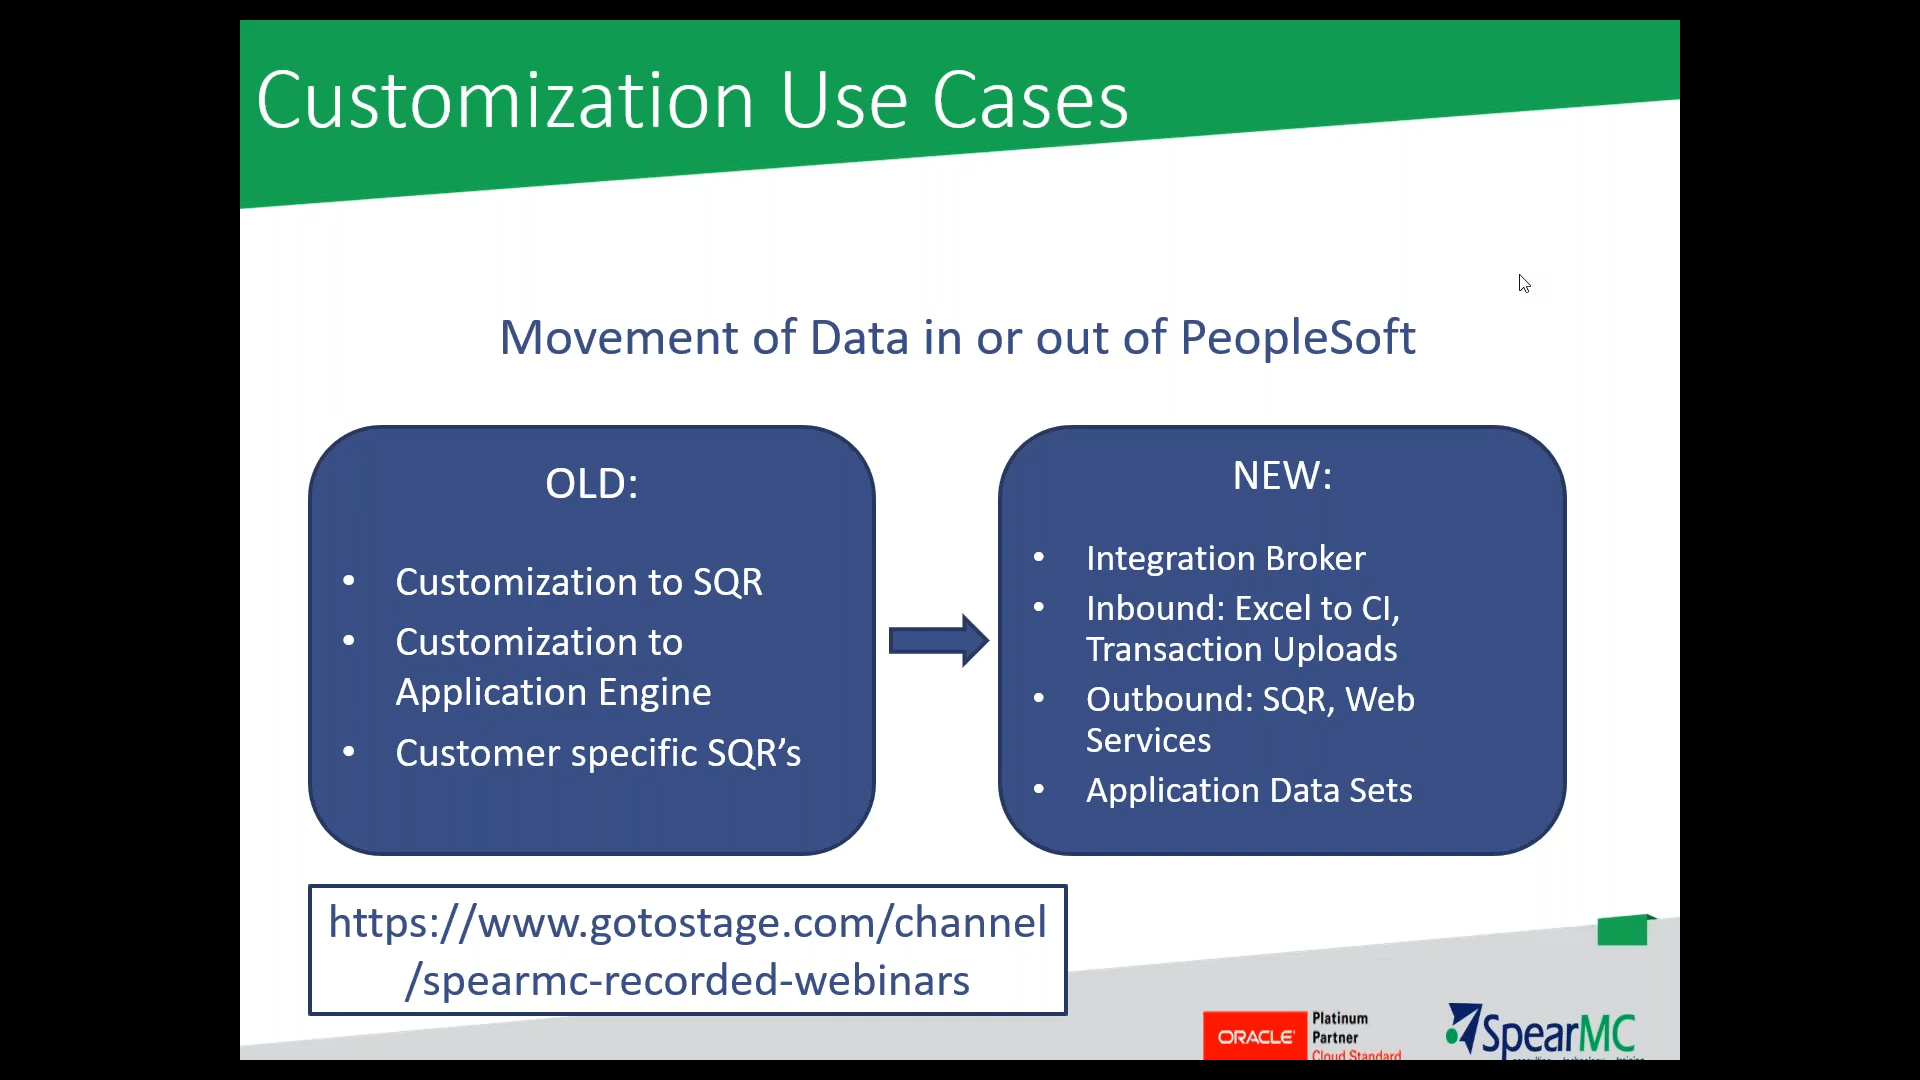 Customization Use Cases
Movement of Data in or out of PeopleSoft
OLD:
• Customization to SQR
• Customization to
Application Engine
• Customer specific SQR’s
NEW:
• Integration Broker
• Inbound: Excel to CI,
Transaction Uploads
• Outbound: SQR, Web
Services
• Application Data Sets
https://www.gotostage.com/channel
/spearmc-recorded-webinars
ORACLE
Platinum
Partner
Cloud Standard
SpearMC